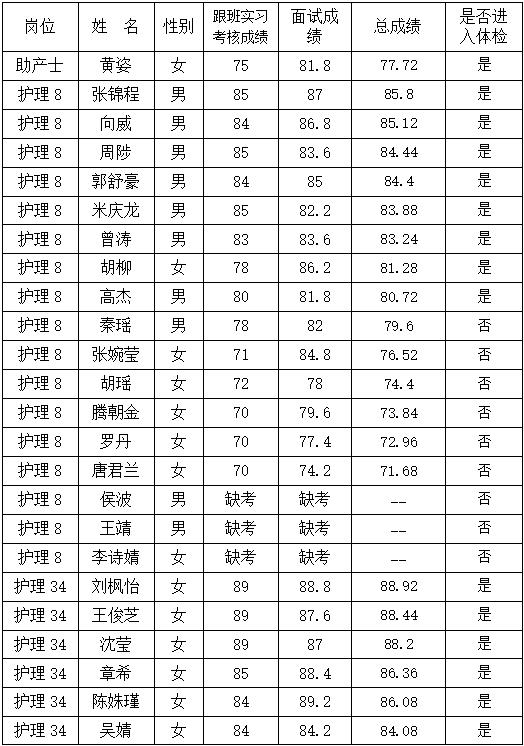 岗位 姓 名 性别 跟班实习考核成绩 面试成绩 总成绩 是否进入体检
助产士 黄姿 女 75 81.8 77.72 是
护理8 张锦程 男 85 87 85.8 是
护理8 向威 男 84 86.8 85.12 是
护理8 周陟 男 85 83.6 84.44 是
护理8 郭舒豪 男 84 85 84.4 是
护理8 米庆龙 男 85 82.2 83.88 是
护理8 曾涛 男 83 83.6 83.24 是
护理8 胡柳 女 78 86.2 81.28 是
护理8 高杰 男 80 81.8 80.72 是
护理8 秦瑶 男 78 82 79.6 否
护理8 张婉莹 女 71 84.8 76.52 否
护理8 胡瑶 女 72 78 74.4 否
护理8 腾朝金 女 70 79.6 73.84 否
护理8 罗丹 女 70 77.4 72.96 否
护理8 唐君兰 女 70 74.2 71.68 否
护理8 侯波 男 缺考 缺考 -- 否
护理8 王靖 男 缺考 缺考 -- 否
护理8 李诗婧 女 缺考 缺考 -- 否
护理34 刘枫怡 女 89 88.8 88.92 是
护理34 王俊芝 女 89 87.6 88.44 是
护理34 沈莹 女 89 87 88.2 是
护理34 章希 女 85 88.4 86.36 是
护理34 陈姝瑾 女 84 89.2 86.08 是
护理34 吴婧 女 84 84.2 84.08 是